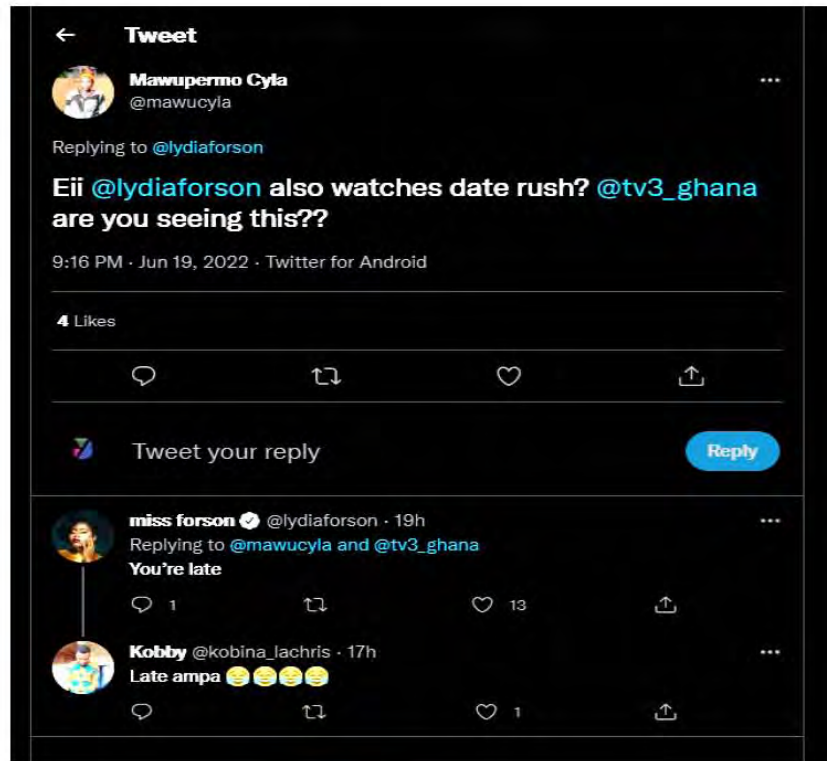 Tweet
Mawupermo Cyla
@mawucyla
Replying to @lydiaforson
Eii @lydiaforson also watches date rush? @tv3_ghana
are you seeing this??
9:16 PM · Jun 19, 2022 · Twitter for Android
4 Likes
Tweet your reply
Reply
miss forson @lydiaforson · 19h
Replying to @mawucyla and @tv3_ghana
You're late
1 13
Kobby @kobina_lachris · 17h
Late ampa 😂😂😂😂
1